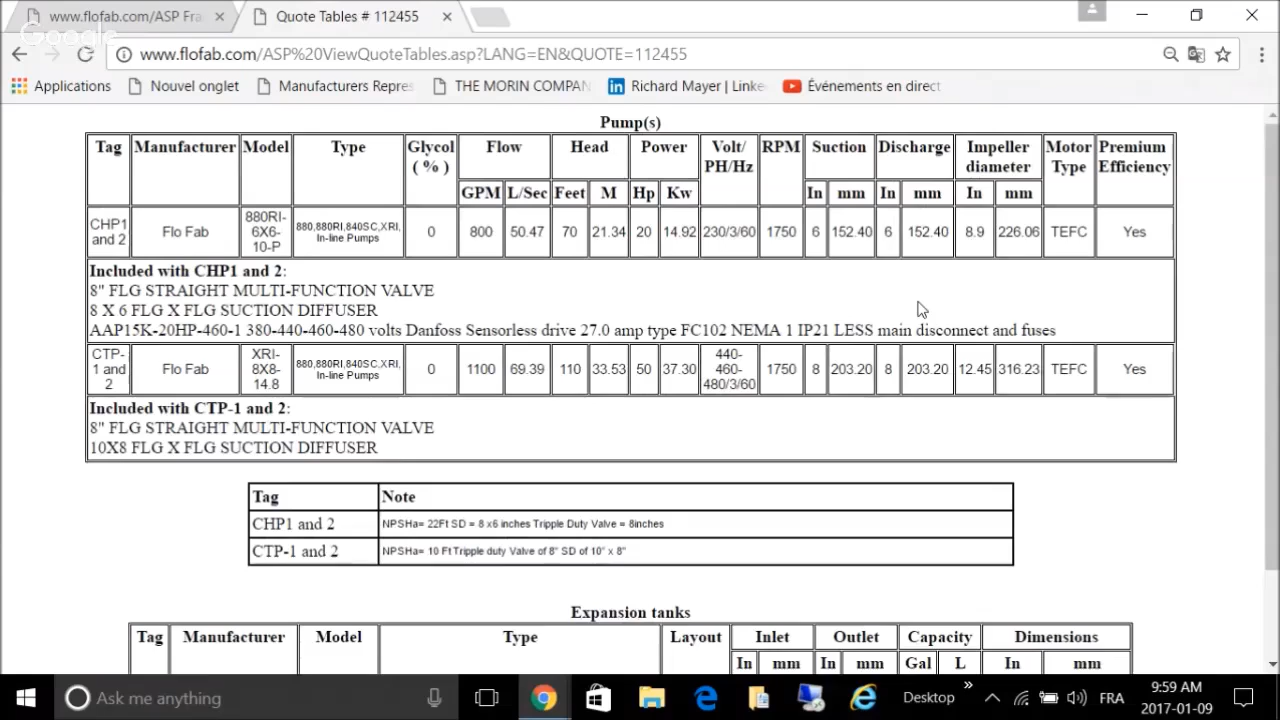 www.flofab.com/ASP Fra
Quote Tables # 112455
Google
www.flofab.com/ASP%20ViewQuoteTables.asp?LANG=EN&QUOTE=112455
Applications Nouvel onglet Manufacturers Repres THE MORIN COMPAN Richard Mayer | Linke Événements en direct
Pump(s)
Tag Manufacturer Model Type Glycol ( % ) Flow Head Power Volt/ PH/Hz RPM Suction Discharge Impeller diameter Motor Type Premium Efficiency
GPM L/Sec Feet M Hp Kw In mm In mm In mm
CHP1 and 2 Flo Fab 880RI-6X6-10-P 880,880RI,840SC,XRI, In-line Pumps 0 800 50.47 70 21.34 20 14.92 230/3/60 1750 6 152.40 6 152.40 8.9 226.06 TEFC Yes
Included with CHP1 and 2:
8" FLG STRAIGHT MULTI-FUNCTION VALVE
8 X 6 FLG X FLG SUCTION DIFFUSER
AAP15K-20HP-460-1 380-440-460-480 volts Danfoss Sensorless drive 27.0 amp type FC102 NEMA 1 IP21 LESS main disconnect and fuses
CTP-1 and 2 Flo Fab XRI-8X8-14.8 880,880RI,840SC,XRI, In-line Pumps 0 1100 69.39 110 33.53 50 37.30 440-460-480/3/60 1750 8 203.20 8 203.20 12.45 316.23 TEFC Yes
Included with CTP-1 and 2:
8" FLG STRAIGHT MULTI-FUNCTION VALVE
10X8 FLG X FLG SUCTION DIFFUSER
Tag Note
CHP1 and 2 NPSHa= 22Ft SD = 8 x6 inches Tripple Duty Valve = 8inches
CTP-1 and 2 NPSHa= 10 Ft Tripple duty Valve of 8" SD of 10" x 8"
Expansion tanks
Tag Manufacturer Model Type Layout Inlet Outlet Capacity Dimensions
In mm In mm Gal L In mm
Ask me anything Desktop » FRA 9:59 AM
2017-01-09